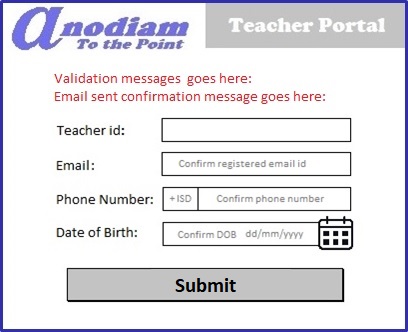 anodiam
To the Point
Teacher Portal
Validation messages goes here:
Email sent confirmation message goes here:
Teacher id:
Email: Confirm registered email id
Phone Number: + ISD Confirm phone number
Date of Birth: Confirm DOB dd/mm/yyyy
Submit